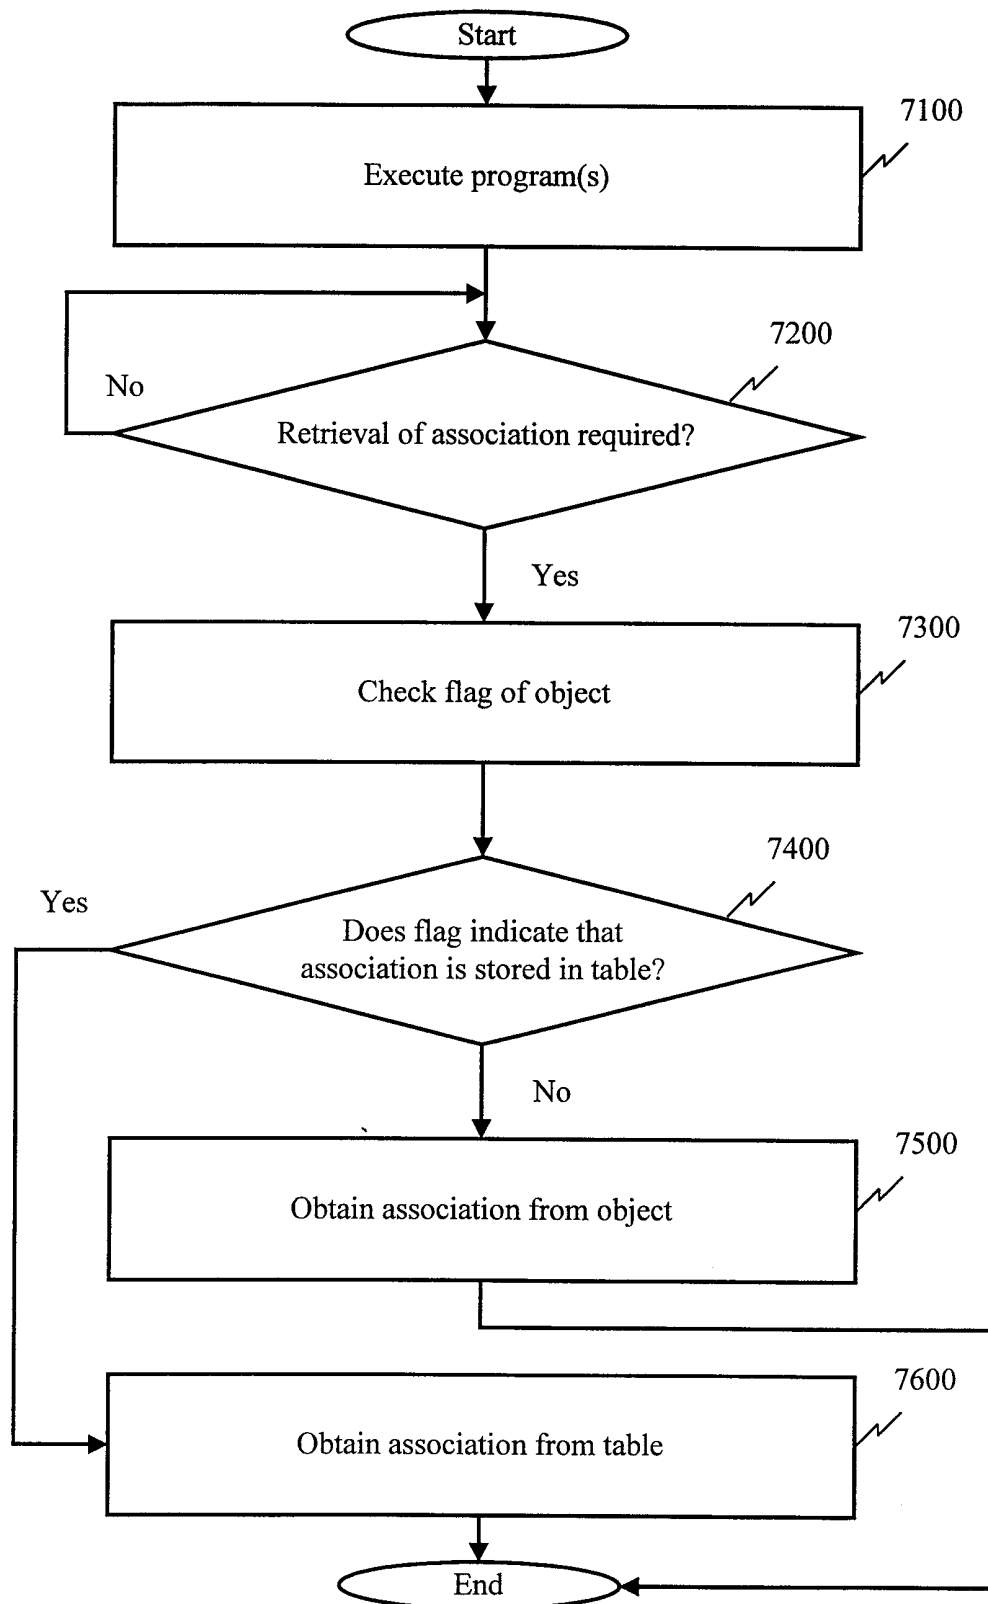 Start
7100
Execute program(s)
7200
No
Retrieval of association required?
Yes
7300
Check flag of object
7400
Yes
Does flag indicate that
association is stored in table?
No
7500
Obtain association from object
7600
Obtain association from table
End